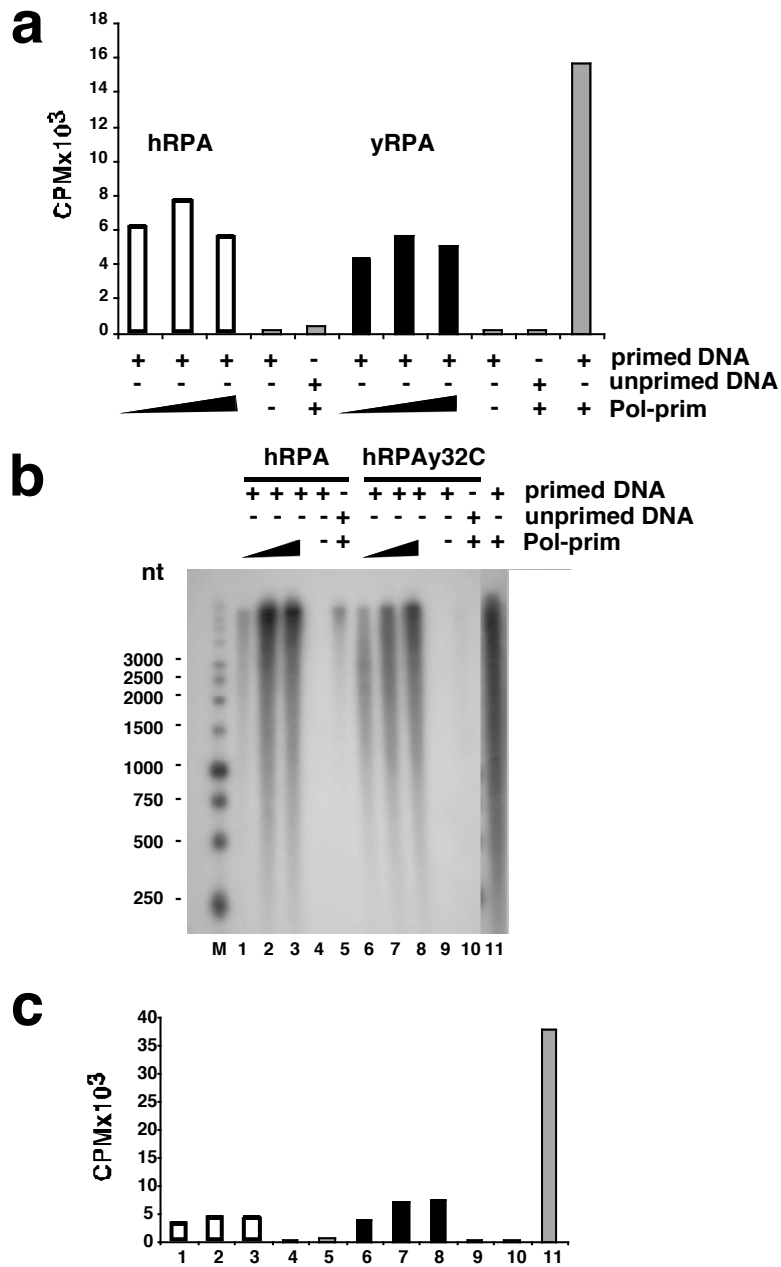 a
18
16
14
12
10
8
6
4
2
0
CPMx10³
hRPA yRPA
+ + + + - + + + + - + primed DNA
- - - - + - - - - + unprimed DNA
- + - + + Pol-prim
b
hRPA hRPAy32C
+ + + + - + + + + - + primed DNA
- - - - + - - - - + - unprimed DNA
- + - + + Pol-prim
nt
3000 -
2500 -
2000 -
1500 -
1000 -
750 -
500 -
250 -
M 1 2 3 4 5 6 7 8 9 10 11
c
40
35
30
25
20
15
10
5
0
CPMx10³
1 2 3 4 5 6 7 8 9 10 11